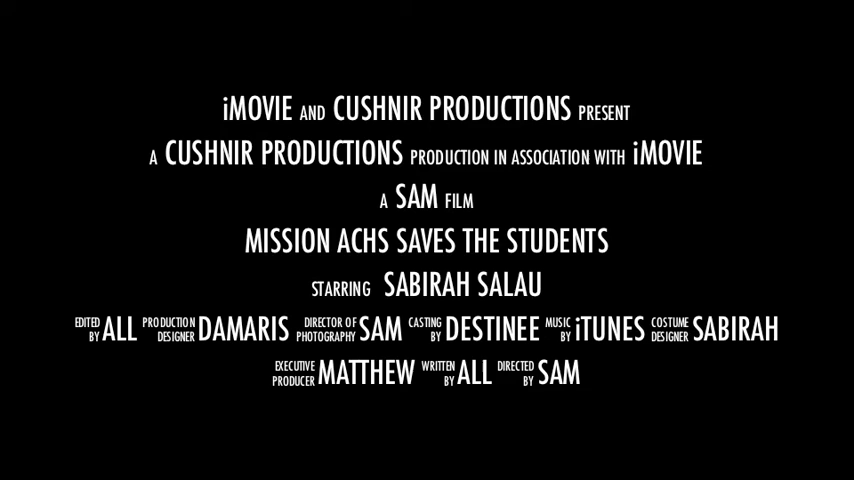 iMOVIE AND CUSHNIR PRODUCTIONS PRESENT
A CUSHNIR PRODUCTIONS PRODUCTION IN ASSOCIATION WITH iMOVIE
A SAM FILM
MISSION ACHS SAVES THE STUDENTS
STARRING SABIRAH SALAU
EDITED BY ALL PRODUCTION DESIGNER DAMARIS DIRECTOR OF PHOTOGRAPHY SAM CASTING BY DESTINEE MUSIC BY iTUNES COSTUME DESIGNER SABIRAH
EXECUTIVE PRODUCER MATTHEW WRITTEN BY ALL DIRECTED BY SAM